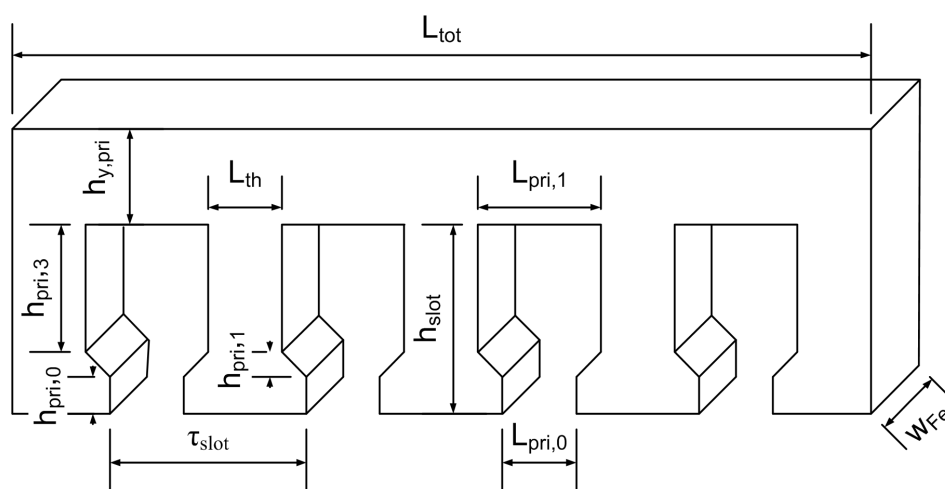 L_tot
h_y,pri
L_th
L_pri,1
h_pri,3
h_slot
h_pri,1
h_pri,0
τ_slot
L_pri,0
w_Fe